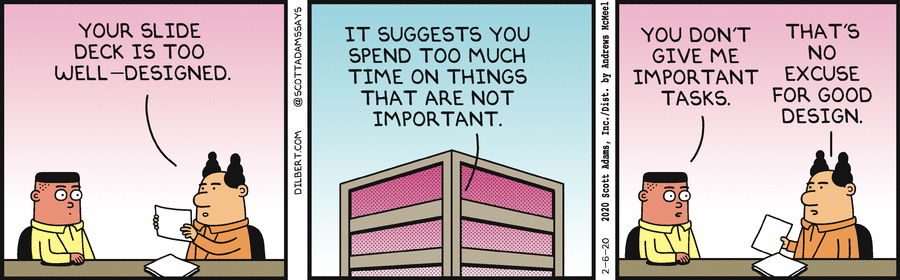 YOUR SLIDE
DECK IS TOO
WELL-DESIGNED.
DILBERT.COM @SCOTTADAMSSAYS
IT SUGGESTS YOU
SPEND TOO MUCH
TIME ON THINGS
THAT ARE NOT
IMPORTANT.
2-6-20 2020 Scott Adams, Inc./Dist. by Andrews McMeel
YOU DON'T
GIVE ME
IMPORTANT
TASKS.
THAT'S
NO
EXCUSE
FOR GOOD
DESIGN.